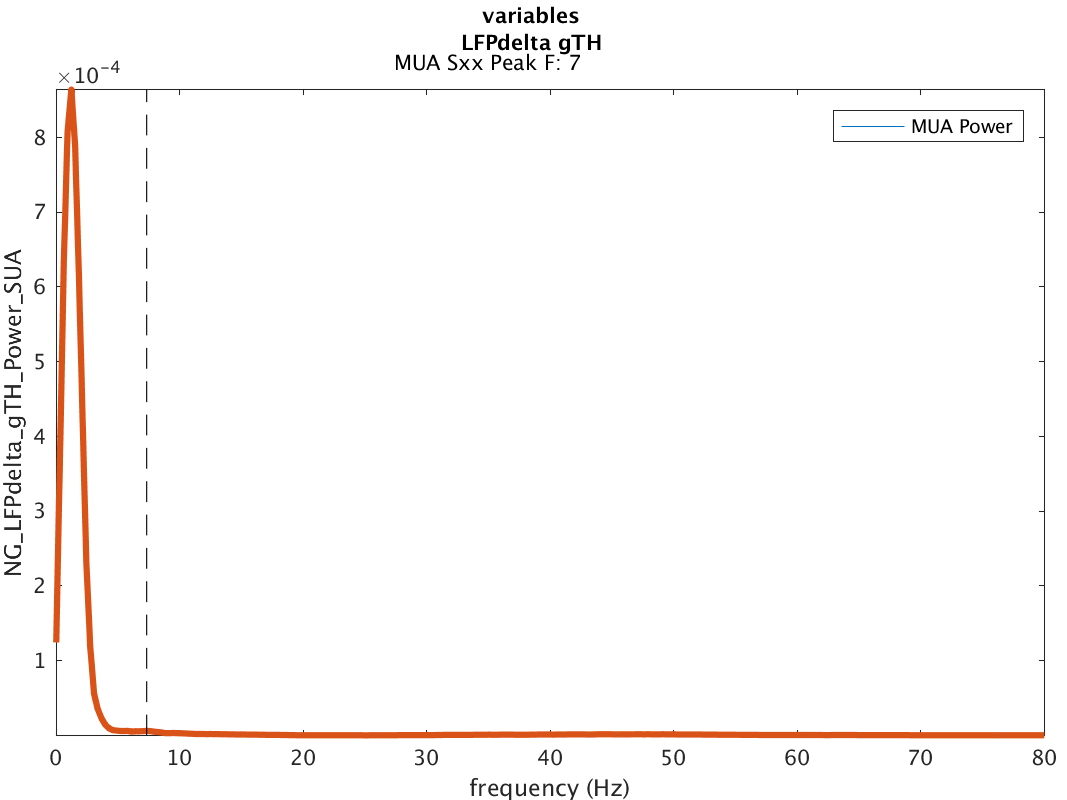 variables
LFPdelta gTH
MUA Sxx Peak F: 7
×10⁻⁴
MUA Power
8
7
6
5
4
3
2
1
NG_LFPdelta_gTH_Power_SUA
0 10 20 30 40 50 60 70 80
frequency (Hz)